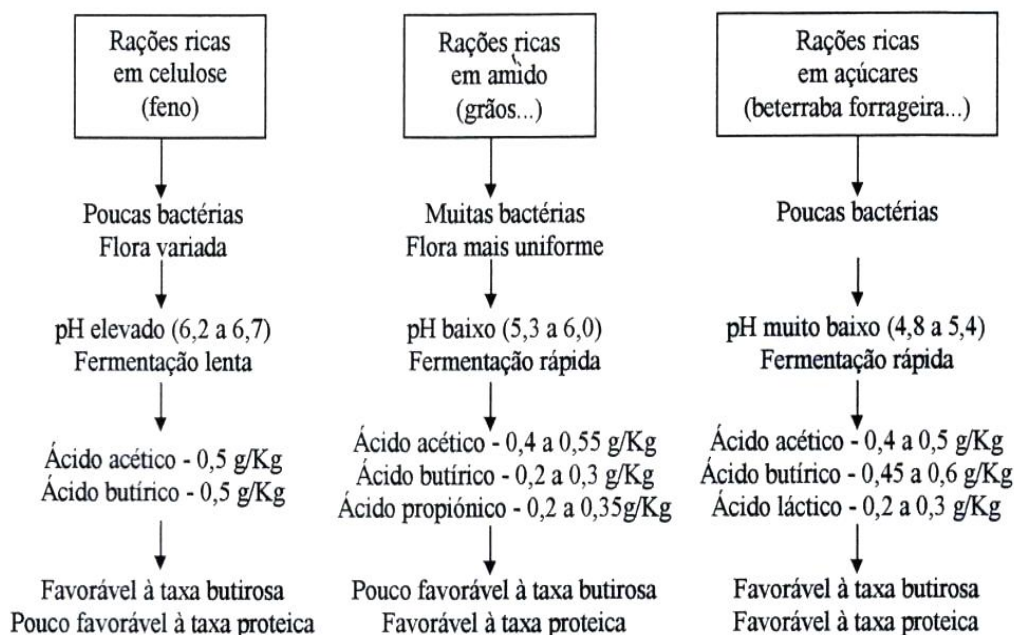 Rações ricas
em celulose
(feno)
Poucas bactérias
Flora variada
pH elevado (6,2 a 6,7)
Fermentação lenta
Ácido acético - 0,5 g/Kg
Ácido butírico - 0,5 g/Kg
Favorável à taxa butirosa
Pouco favorável à taxa proteica
Rações ricas
em amido
(grãos...)
Muitas bactérias
Flora mais uniforme
pH baixo (5,3 a 6,0)
Fermentação rápida
Ácido acético - 0,4 a 0,55 g/Kg
Ácido butírico - 0,2 a 0,3 g/Kg
Ácido propiónico - 0,2 a 0,35g/Kg
Pouco favorável à taxa butirosa
Favorável à taxa proteica
Rações ricas
em açúcares
(beterraba forrageira...)
Poucas bactérias
pH muito baixo (4,8 a 5,4)
Fermentação rápida
Ácido acético - 0,4 a 0,5 g/Kg
Ácido butírico - 0,45 a 0,6 g/Kg
Ácido láctico - 0,2 a 0,3 g/Kg
Favorável à taxa butirosa
Favorável à taxa proteica